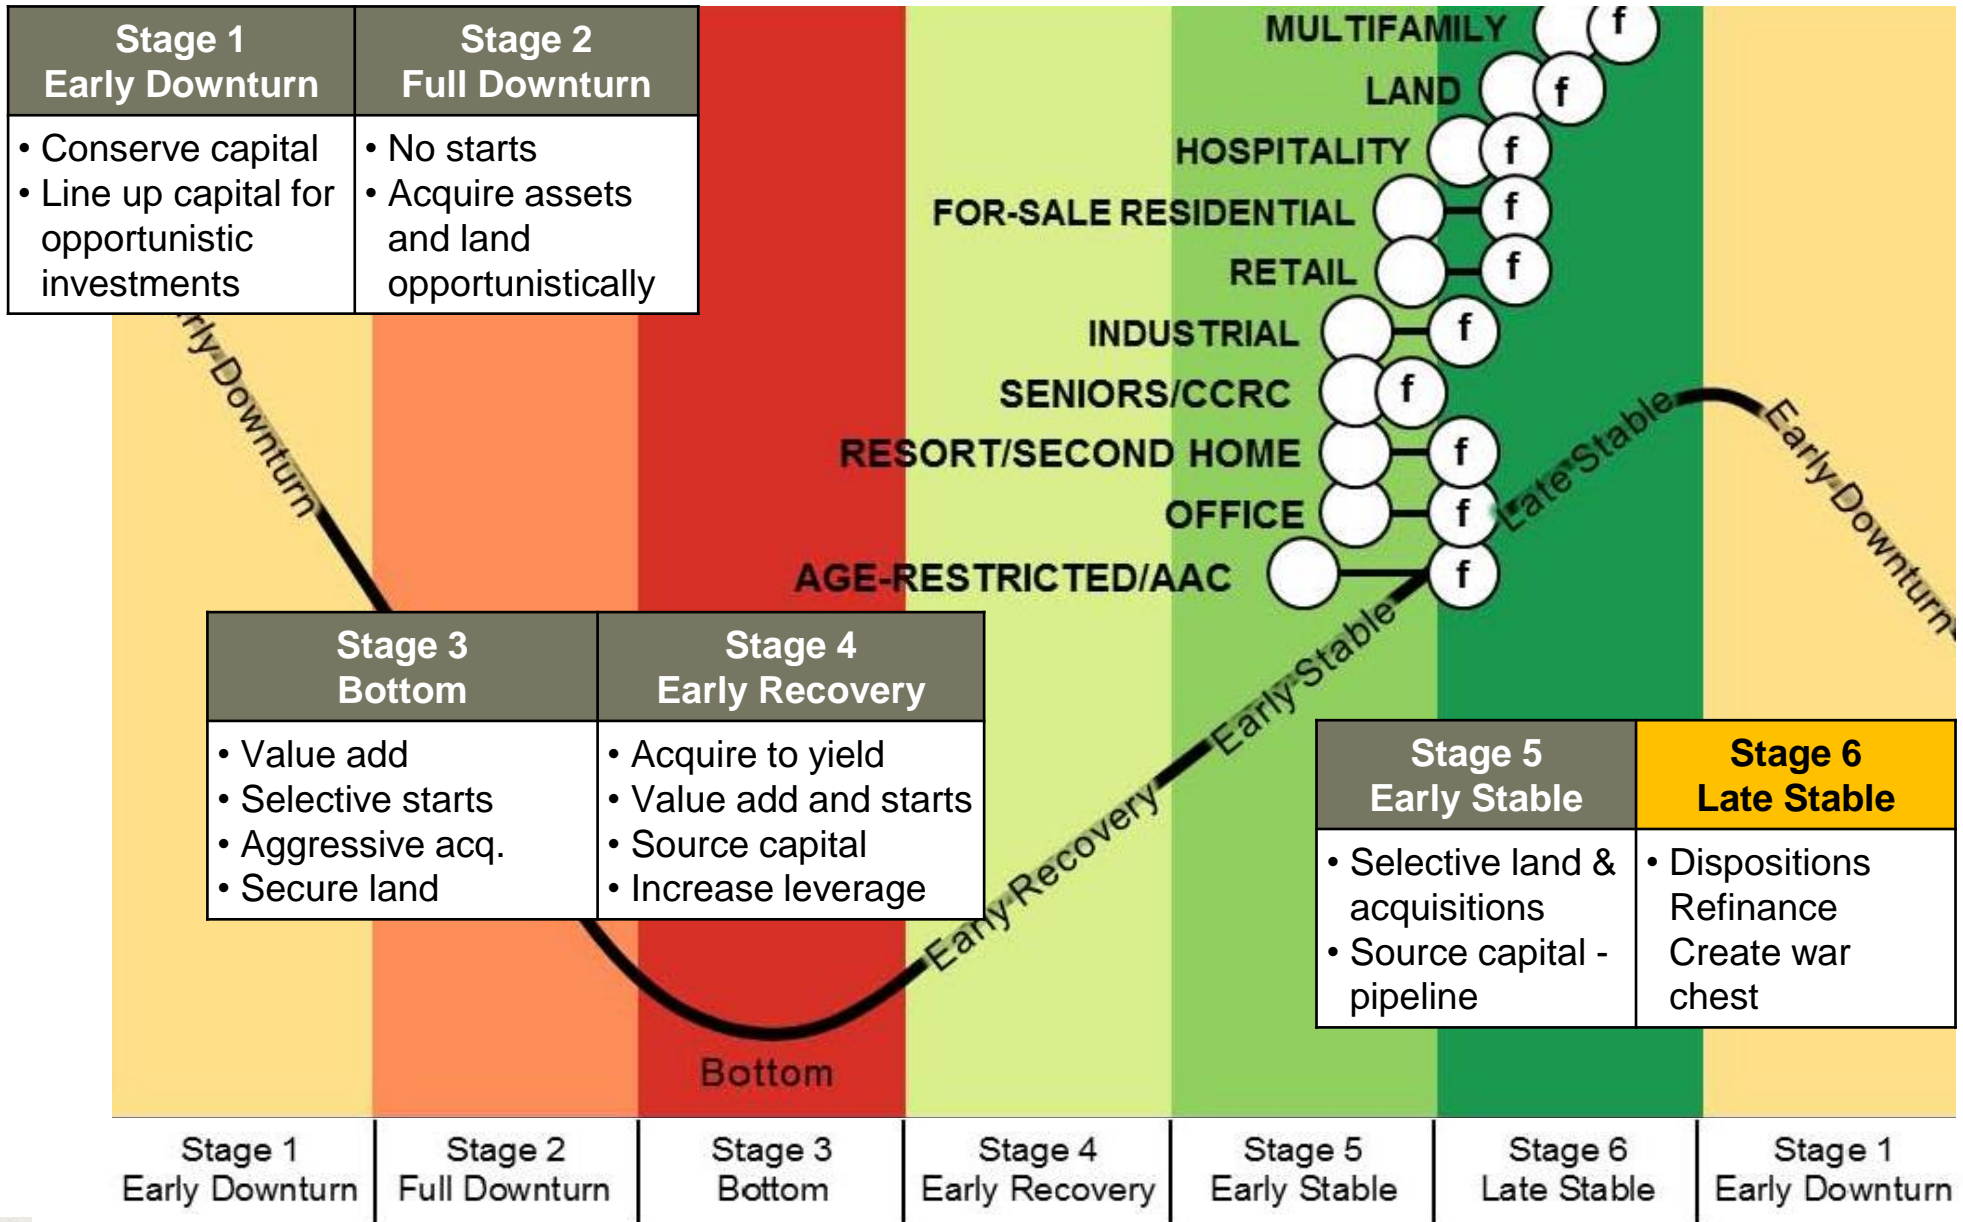 Stage 1
Early Downturn
• Conserve capital
• Line up capital for
opportunistic
investments
Stage 2
Full Downturn
• No starts
• Acquire assets
and land
opportunistically
MULTIFAMILY f
LAND f
HOSPITALITY f
FOR-SALE RESIDENTIAL f
RETAIL f
INDUSTRIAL f
SENIORS/CCRC f
RESORT/SECOND HOME f
OFFICE f
AGE-RESTRICTED/AAC f
Downturn
Late Stable
Early Downturn
Early Stable
Early Recovery
Bottom
Stage 3
Bottom
• Value add
• Selective starts
• Aggressive acq.
• Secure land
Stage 4
Early Recovery
• Acquire to yield
• Value add and starts
• Source capital
• Increase leverage
Stage 5
Early Stable
• Selective land &
acquisitions
• Source capital -
pipeline
Stage 6
Late Stable
• Dispositions
Refinance
Create war
chest
Stage 1
Early Downturn
Stage 2
Full Downturn
Stage 3
Bottom
Stage 4
Early Recovery
Stage 5
Early Stable
Stage 6
Late Stable
Stage 1
Early Downturn